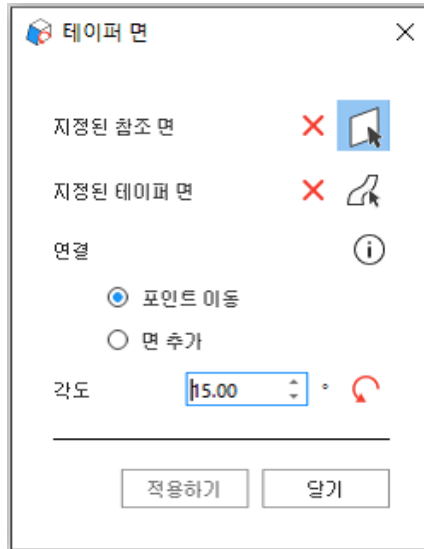 테이퍼 면
지정된 참조 면
지정된 테이퍼 면
연결
포인트 이동
면 추가
각도 15.00 °
적용하기 닫기